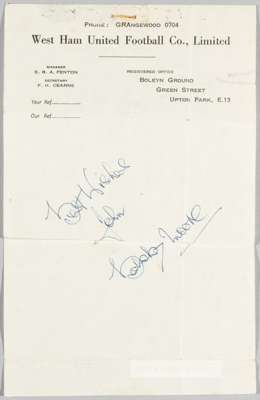 Phone: GRAngewood 0704
West Ham United Football Co., Limited
MANAGER
E. B. A. FENTON
SECRETARY
F. H. CEARNS
REGISTERED OFFICE
BOLEYN GROUND
GREEN STREET
UPTON PARK, E.13
Your Ref.
Our Ref.
Best Wishes
John
Bobby Moore